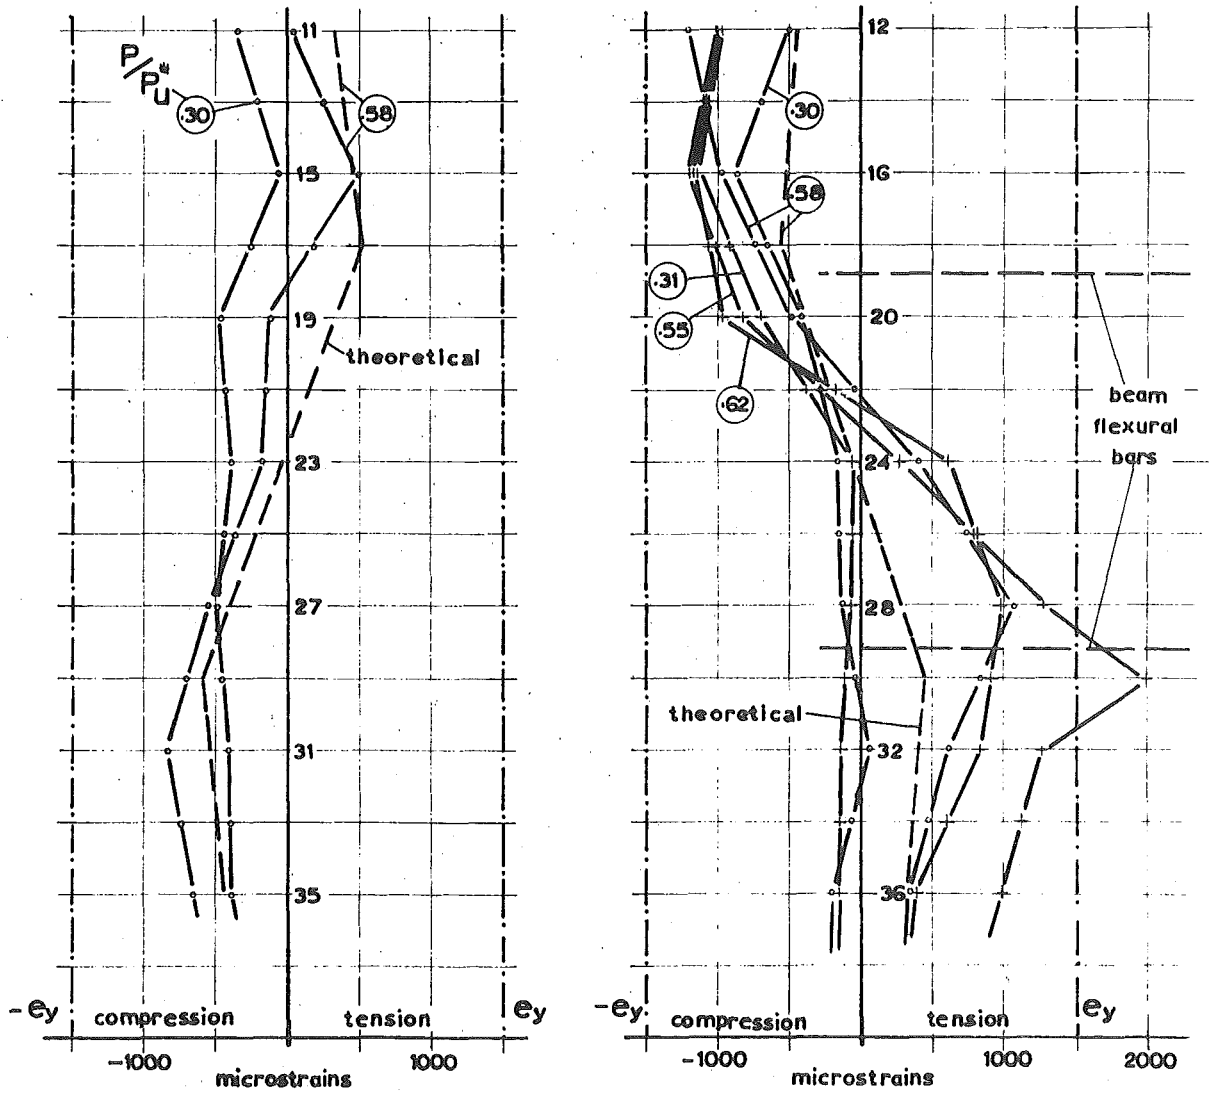 11
P/Pu*
.30
.58
15
19
theoretical
23
27
31
35
-ey
compression
tension
ey
-1000
1000
microstrains
12
.30
16
.58
.31
.55
20
.62
beam
flexural
bars
24
28
theoretical
32
36
-ey
compression
tension
ey
-1000
1000
2000
microstrains